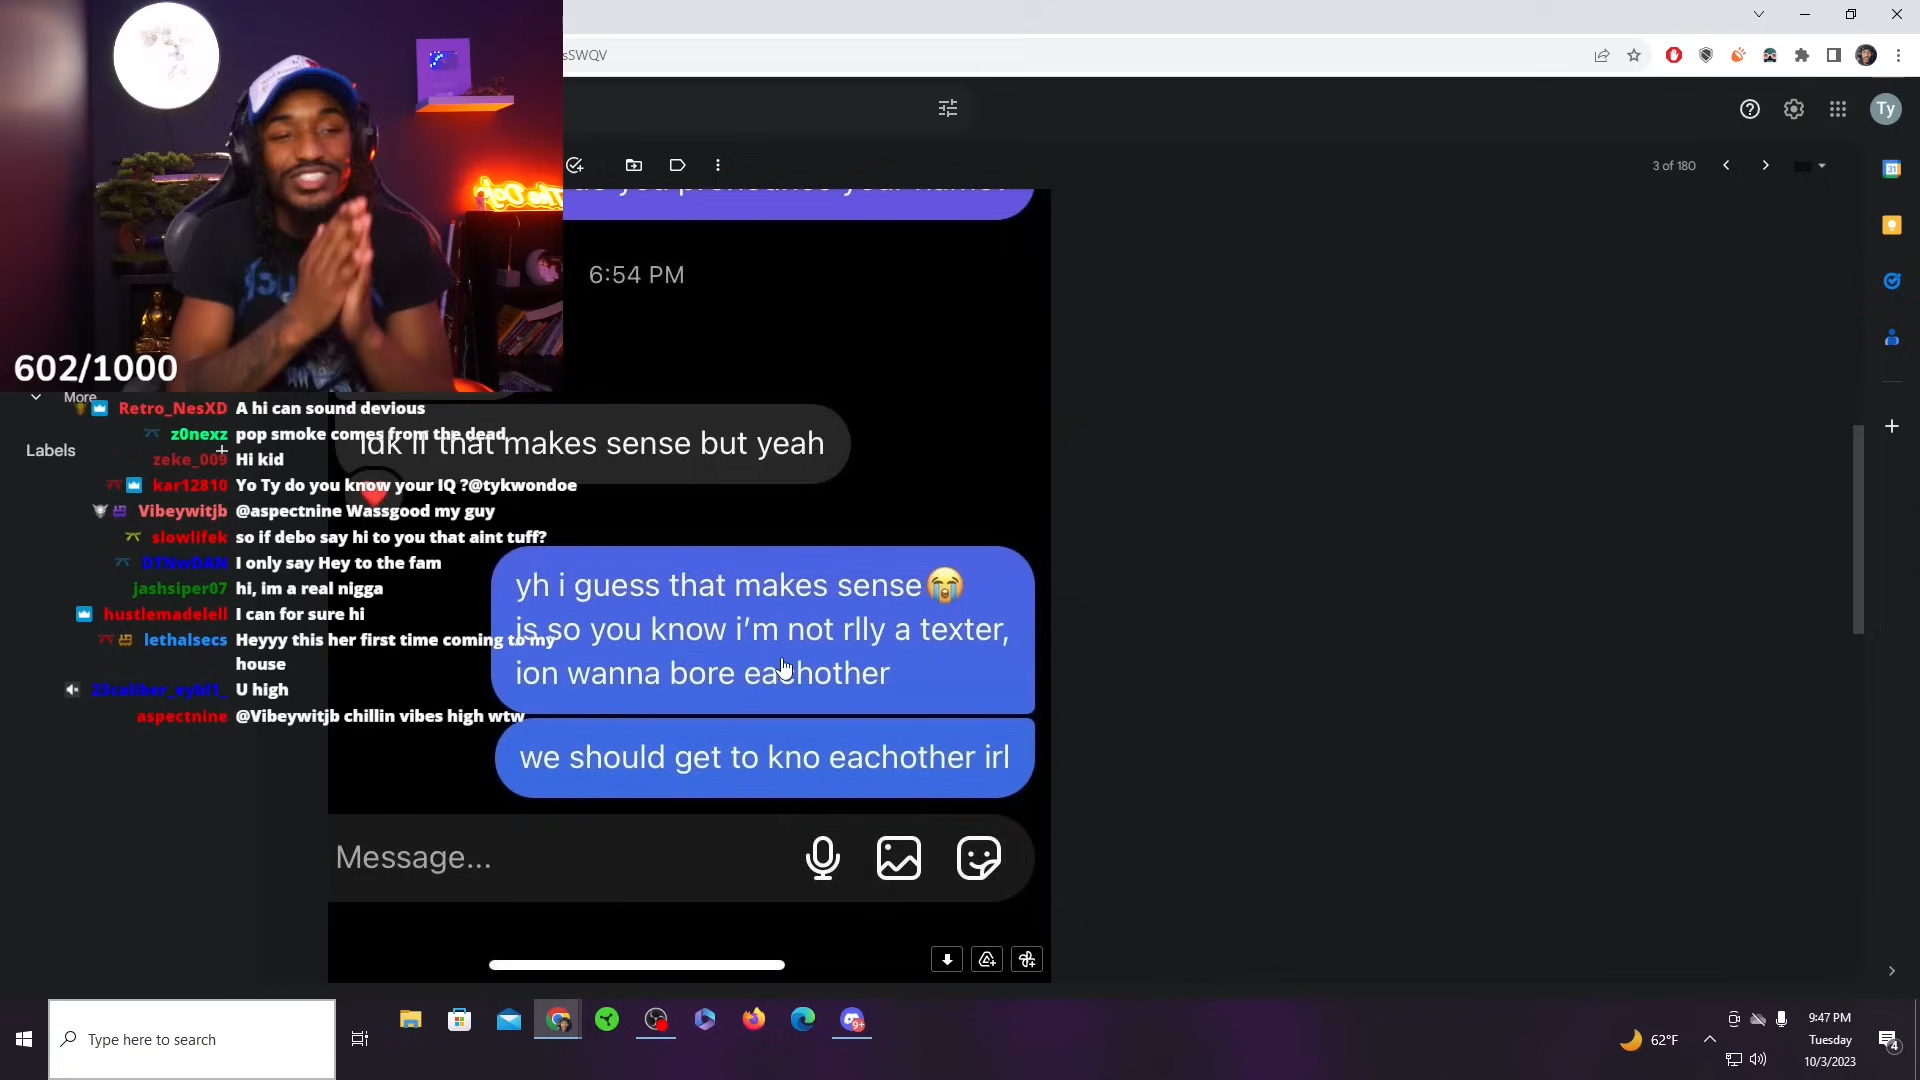 sSWQV
Ty
3 of 180
6:54 PM
602/1000
More
Labels
Retro_NesXD A hi can sound devious
z0nexz pop smoke comes from the dead
zeke_009 Hi kid
kar12810 Yo Ty do you know your IQ ?@tykwondoe
Vibeywitjb @aspectnine Wassgood my guy
slowlifek so if debo say hi to you that aint tuff?
DTNwDAN I only say Hey to the fam
jashsiper07 hi, im a real nigga
hustlemadelell I can for sure hi
lethalsecs Heyyy this her first time coming to my
house
U high
aspectnine @Vibeywitjb chillin vibes high wtw
Idk if that makes sense but yeah
yh i guess that makes sense😭
is so you know i'm not rlly a texter,
ion wanna bore eachother
we should get to kno eachother irl
Message...
Type here to search
9+
62°F
9:47 PM
Tuesday
10/3/2023
4